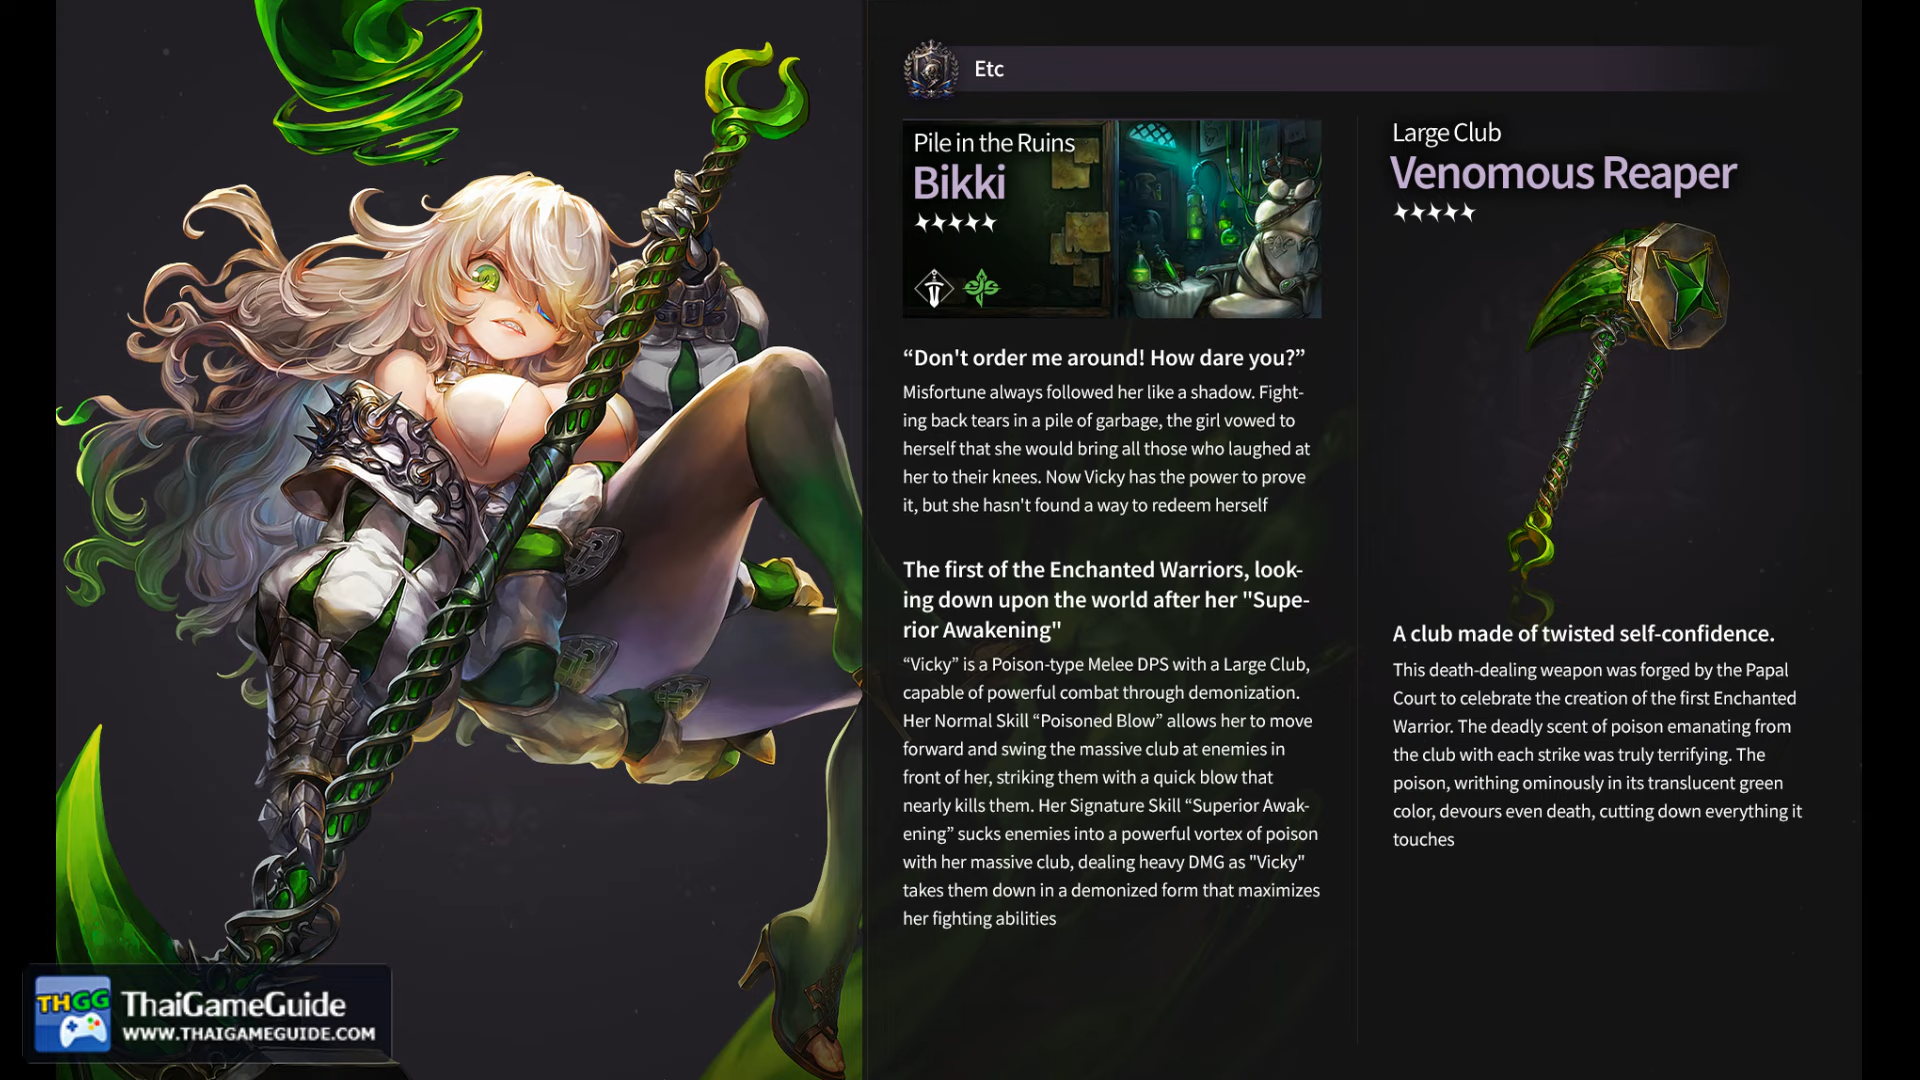 Etc
Pile in the Ruins
Bikki
“Don't order me around! How dare you?”
Misfortune always followed her like a shadow. Fight-
ing back tears in a pile of garbage, the girl vowed to
herself that she would bring all those who laughed at
her to their knees. Now Vicky has the power to prove
it, but she hasn't found a way to redeem herself
The first of the Enchanted Warriors, look-
ing down upon the world after her "Supe-
rior Awakening"
“Vicky” is a Poison-type Melee DPS with a Large Club,
capable of powerful combat through demonization.
Her Normal Skill “Poisoned Blow” allows her to move
forward and swing the massive club at enemies in
front of her, striking them with a quick blow that
nearly kills them. Her Signature Skill “Superior Awak-
ening” sucks enemies into a powerful vortex of poison
with her massive club, dealing heavy DMG as "Vicky"
takes them down in a demonized form that maximizes
her fighting abilities
Large Club
Venomous Reaper
A club made of twisted self-confidence.
This death-dealing weapon was forged by the Papal
Court to celebrate the creation of the first Enchanted
Warrior. The deadly scent of poison emanating from
the club with each strike was truly terrifying. The
poison, writhing ominously in its translucent green
color, devours even death, cutting down everything it
touches
THGG
ThaiGameGuide
WWW.THAIGAMEGUIDE.COM